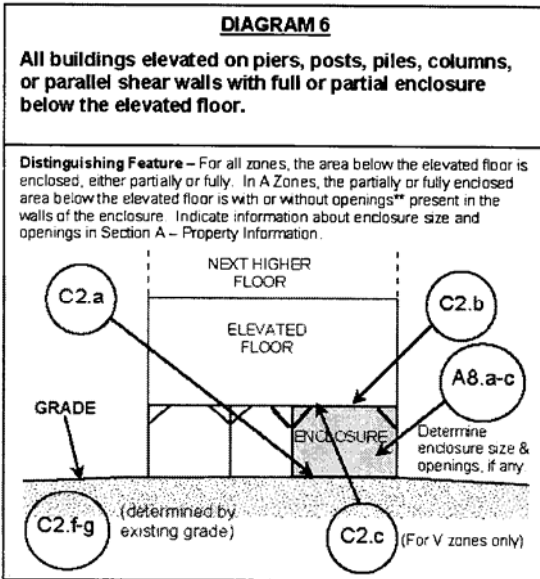 DIAGRAM 6
All buildings elevated on piers, posts, piles, columns,
or parallel shear walls with full or partial enclosure
below the elevated floor.
Distinguishing Feature – For all zones, the area below the elevated floor is
enclosed, either partially or fully. In A Zones, the partially or fully enclosed
area below the elevated floor is with or without openings** present in the
walls of the enclosure. Indicate information about enclosure size and
openings in Section A – Property Information.
NEXT HIGHER
FLOOR
C2.a
C2.b
ELEVATED
FLOOR
A8.a-c
GRADE
ENCLOSURE
Determine
enclosure size &
openings, if any
C2.f-g
(determined by
existing grade)
C2.c
(For V zones only)